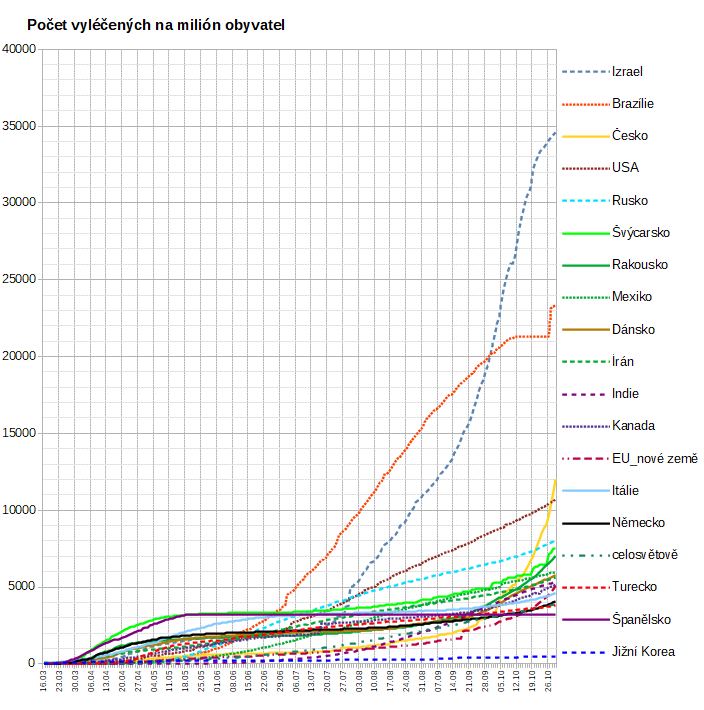 Počet vyléčených na milión obyvatel
40000
35000
30000
25000
20000
15000
10000
5000
0
16.03
23.03
30.03
06.04
13.04
20.04
27.04
04.05
11.05
18.05
25.05
01.06
08.06
15.06
22.06
29.06
06.07
13.07
20.07
27.07
03.08
10.08
17.08
24.08
31.08
07.09
14.09
21.09
28.09
05.10
12.10
19.10
26.10
Izrael
Brazílie
Česko
USA
Rusko
Švýcarsko
Rakousko
Mexiko
Dánsko
Írán
Indie
Kanada
EU_nové země
Itálie
Německo
celosvětově
Turecko
Španělsko
Jižní Korea